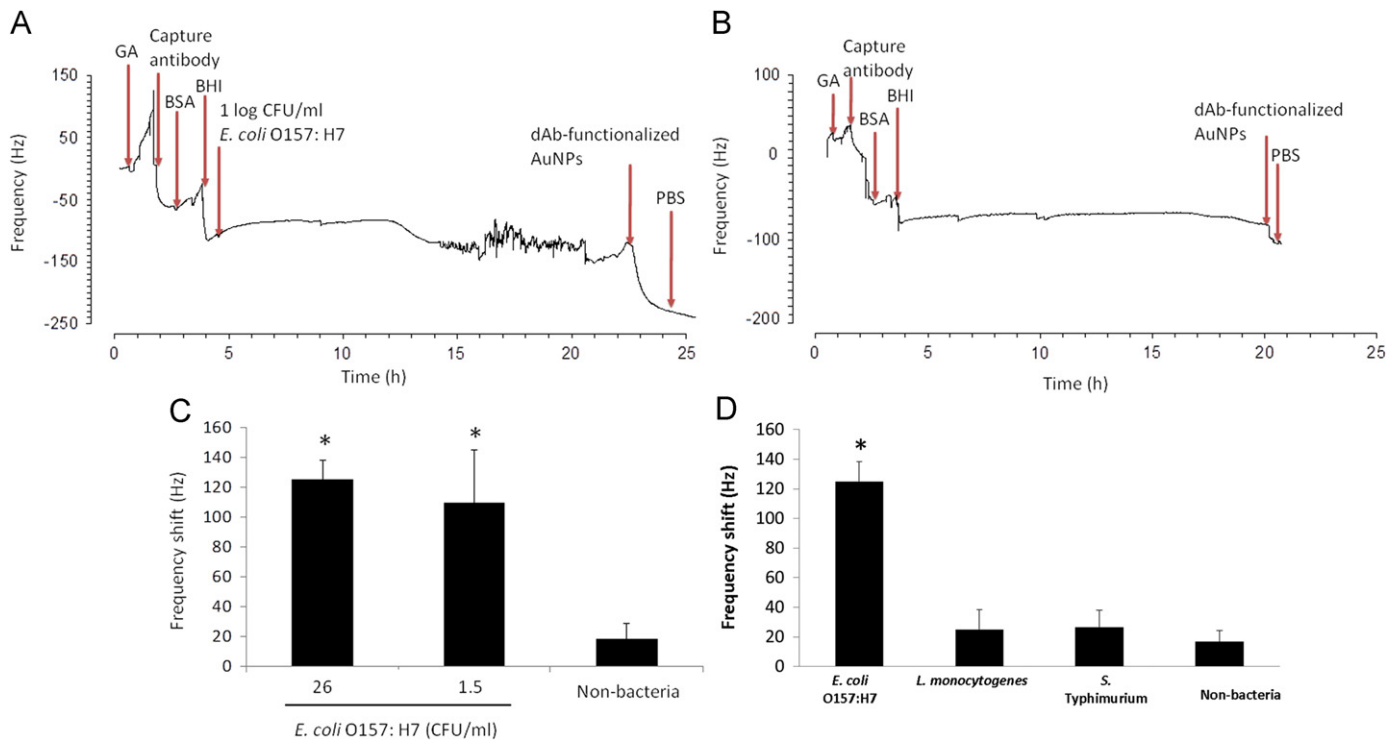 A
GA
Capture
antibody
BSA
BHI
1 log CFU/ml
E. coli O157: H7
dAb-functionalized
AuNPs
PBS
Frequency (Hz)
150
50
-50
-150
-250
0
5
10
15
20
25
Time (h)
B
GA
Capture
antibody
BSA
BHI
dAb-functionalized
AuNPs
PBS
Frequency (Hz)
100
0
-100
-200
0
5
10
15
20
25
Time (h)
C
Frequency shift (Hz)
160
140
120
100
80
60
40
20
0
*
*
26
1.5
Non-bacteria
E. coli O157: H7 (CFU/ml)
D
Frequency shift (Hz)
160
140
120
100
80
60
40
20
0
*
E. coli
O157:H7
L. monocytogenes
S.
Typhimurium
Non-bacteria